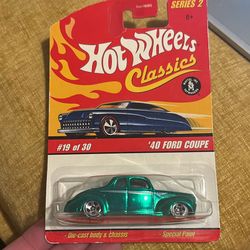 SERIES 2
8+
Hot Wheels
Classics
#19 of 30
'40 FORD COUPE
Die-cast body & chassis
Special Paint